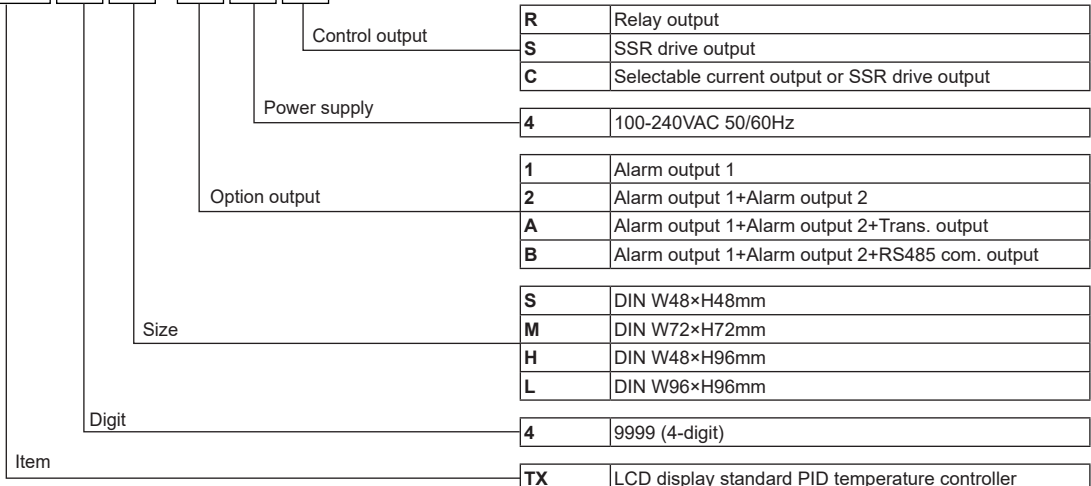 Control output
R Relay output
S SSR drive output
C Selectable current output or SSR drive output
Power supply
4 100-240VAC 50/60Hz
Option output
1 Alarm output 1
2 Alarm output 1+Alarm output 2
A Alarm output 1+Alarm output 2+Trans. output
B Alarm output 1+Alarm output 2+RS485 com. output
Size
S DIN W48×H48mm
M DIN W72×H72mm
H DIN W48×H96mm
L DIN W96×H96mm
Digit
4 9999 (4-digit)
Item
TX LCD display standard PID temperature controller